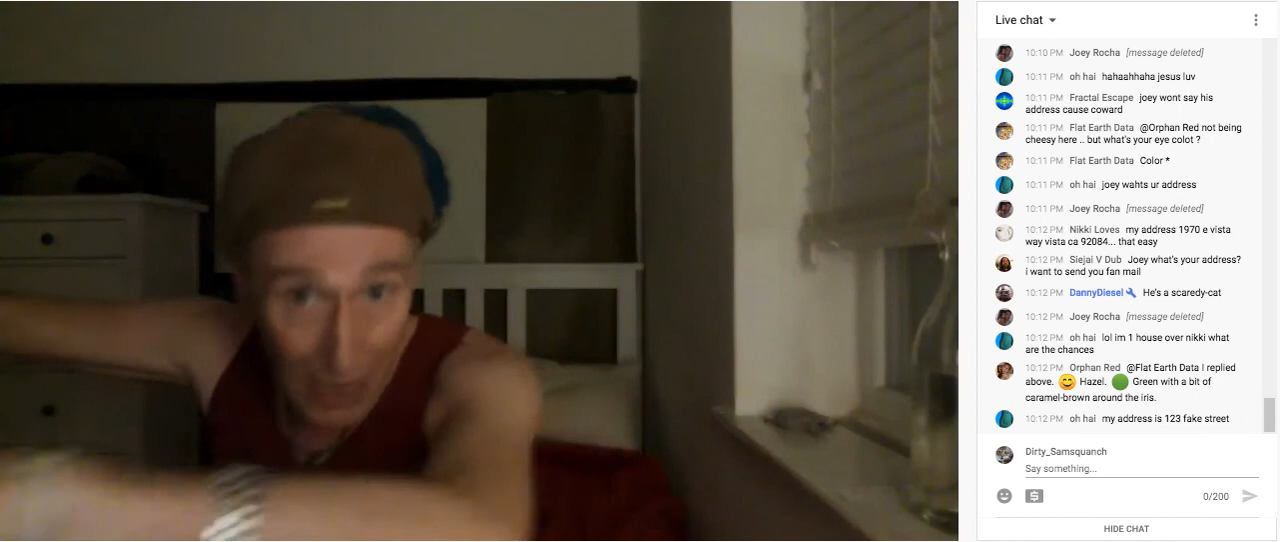 Live chat
10:10 PM Joey Rocha [message deleted]
10:11 PM oh hai hahaahhaha jesus luv
10:11 PM Fractal Escape joey wont say his
address cause coward
10:11 PM Flat Earth Data @Orphan Red not being
cheesy here .. but what's your eye colot ?
10:11 PM Flat Earth Data Color *
10:11 PM oh hai joey wahts ur address
10:11 PM Joey Rocha [message deleted]
10:12 PM Nikki Loves my address 1970 e vista
way vista ca 92084... that easy
10:12 PM Siejai V Dub Joey what's your address?
i want to send you fan mail
10:12 PM DannyDiesel He's a scaredy-cat
10:12 PM Joey Rocha [message deleted]
10:12 PM oh hai lol im 1 house over nikki what
are the chances
10:12 PM Orphan Red @Flat Earth Data I replied
above. 😊 Hazel. 🟢 Green with a bit of
caramel-brown around the iris.
10:12 PM oh hai my address is 123 fake street
Dirty_Samsquanch
Say something...
0/200
HIDE CHAT